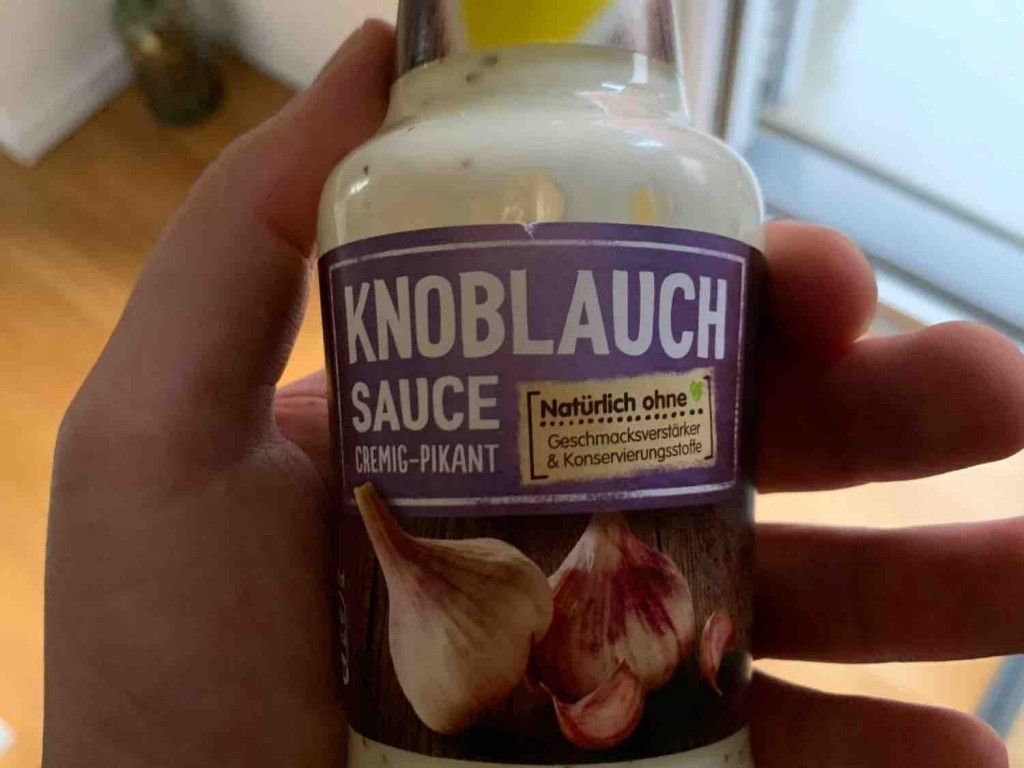 KNOBLAUCH
SAUCE
CREMIG-PIKANT
Natürlich ohne
Geschmacksverstärker
& Konservierungsstoffe